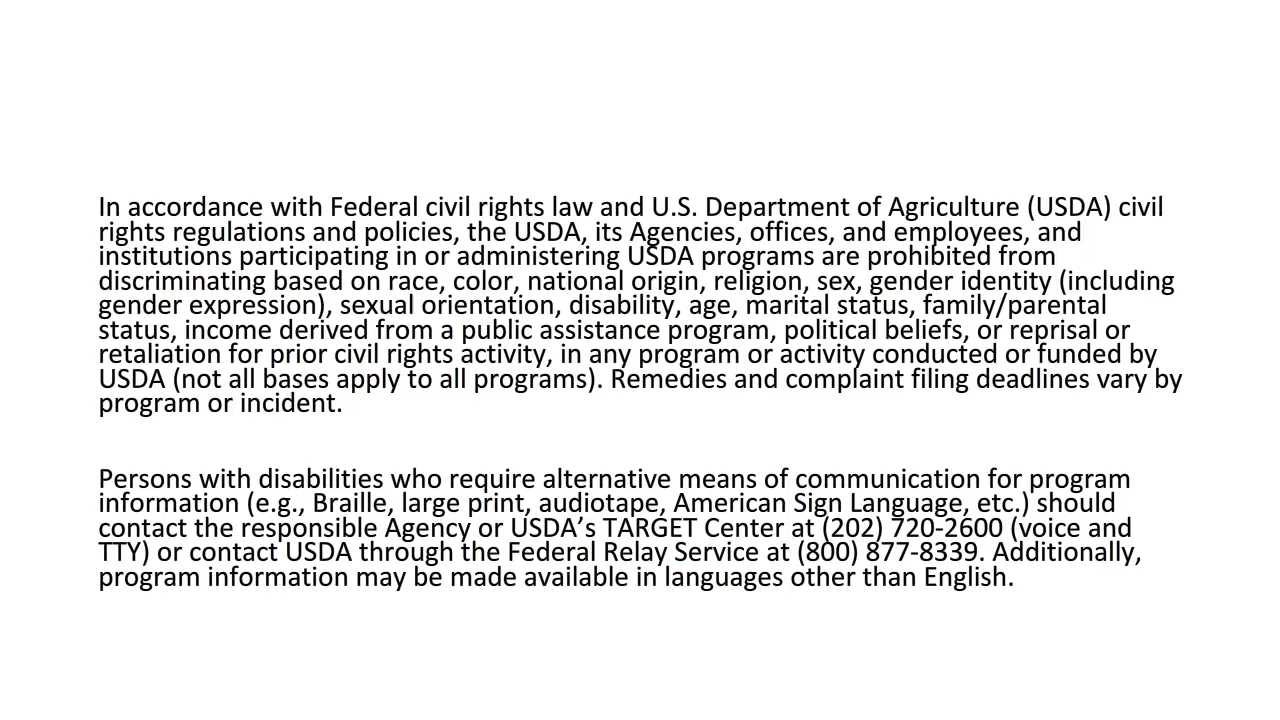 In accordance with Federal civil rights law and U.S. Department of Agriculture (USDA) civil
rights regulations and policies, the USDA, its Agencies, offices, and employees, and
institutions participating in or administering USDA programs are prohibited from
discriminating based on race, color, national origin, religion, sex, gender identity (including
gender expression), sexual orientation, disability, age, marital status, family/parental
status, income derived from a public assistance program, political beliefs, or reprisal or
retaliation for prior civil rights activity, in any program or activity conducted or funded by
USDA (not all bases apply to all programs). Remedies and complaint filing deadlines vary by
program or incident.
Persons with disabilities who require alternative means of communication for program
information (e.g., Braille, large print, audiotape, American Sign Language, etc.) should
contact the responsible Agency or USDA’s TARGET Center at (202) 720-2600 (voice and
TTY) or contact USDA through the Federal Relay Service at (800) 877-8339. Additionally,
program information may be made available in languages other than English.